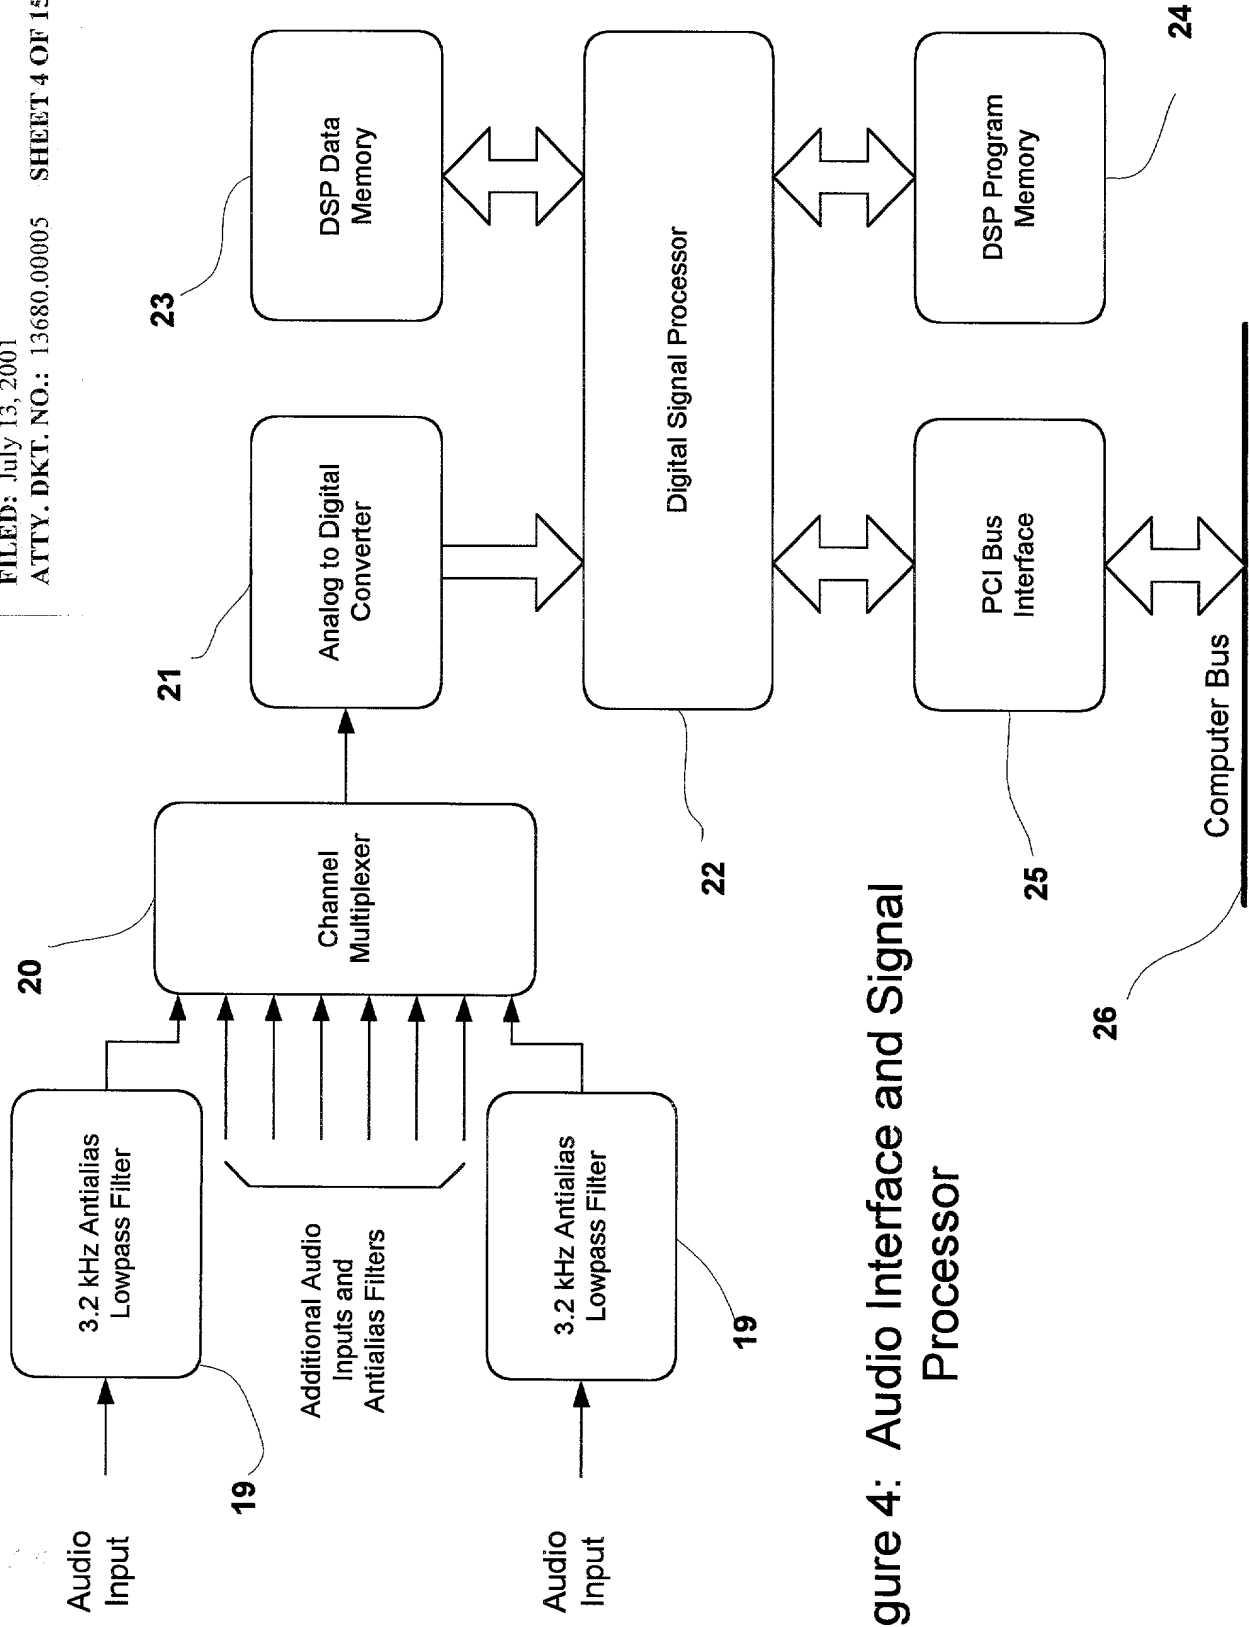 FILED: July 13, 2001
ATTY. DKT. NO.: 13680.00005 SHEET 4 OF 15
Audio
Input
19
3.2 kHz Antialias
Lowpass Filter
Additional Audio
Inputs and
Antialias Filters
Audio
Input
3.2 kHz Antialias
Lowpass Filter
19
20
Channel
Multiplexer
21
Analog to Digital
Converter
23
DSP Data
Memory
22
Digital Signal Processor
25
PCI Bus
Interface
DSP Program
Memory
24
26
Computer Bus
gure 4: Audio Interface and Signal
Processor